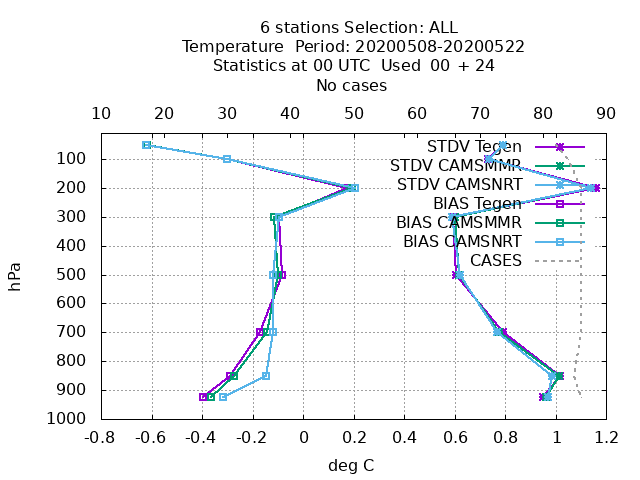 6 stations Selection: ALL
Temperature  Period: 20200508-20200522
Statistics at 00 UTC  Used  00 + 24
No cases
10 20 30 40 50 60 70 80 90
STDV Tegen
STDV CAMSMMR
STDV CAMSNRT
BIAS Tegen
BIAS CAMSMMR
BIAS CAMSNRT
CASES
hPa
100
200
300
400
500
600
700
800
900
1000
-0.8 -0.6 -0.4 -0.2 0 0.2 0.4 0.6 0.8 1 1.2
deg C